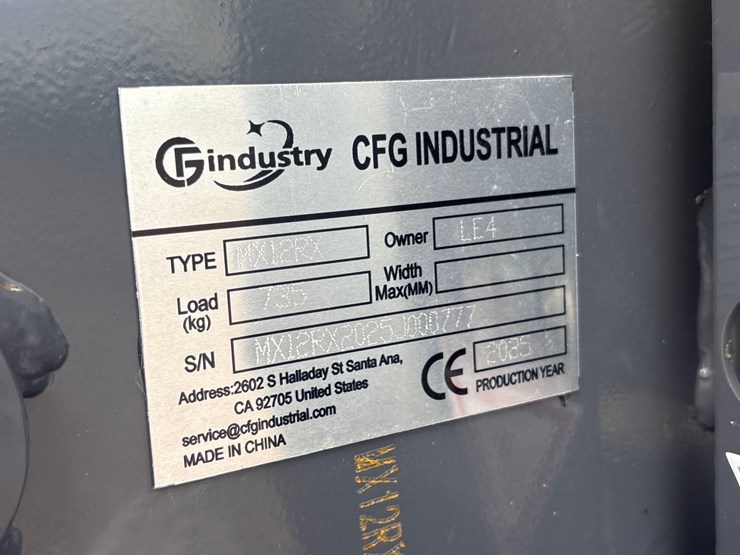 CFindustry CFG INDUSTRIAL
TYPE MX12RX Owner LE4
Load (kg) 735 Width Max(MM)
S/N MX12RX2025J000777
Address:2602 S Halladay St Santa Ana,
CA 92705 United States
service@cfgindustrial.com
MADE IN CHINA
CE 2025
PRODUCTION YEAR
MX12RX